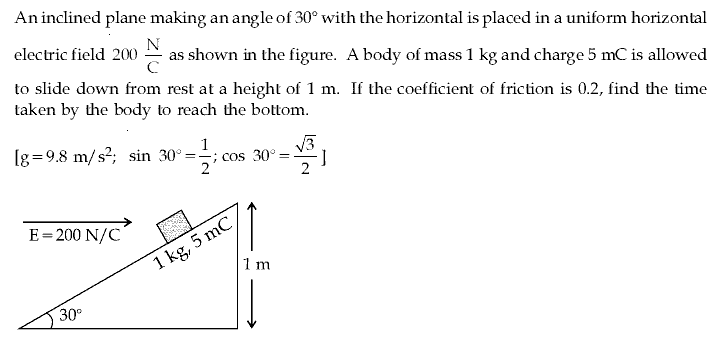 An inclined plane making an angle of 30° with the horizontal is placed in a uniform horizontal
electric field 200 N/C as shown in the figure. A body of mass 1 kg and charge 5 mC is allowed
to slide down from rest at a height of 1 m. If the coefficient of friction is 0.2, find the time
taken by the body to reach the bottom.
[g=9.8 m/s²; sin 30°=1/2; cos 30°=√3/2]
E=200 N/C
1 kg, 5 mC
1 m
30°